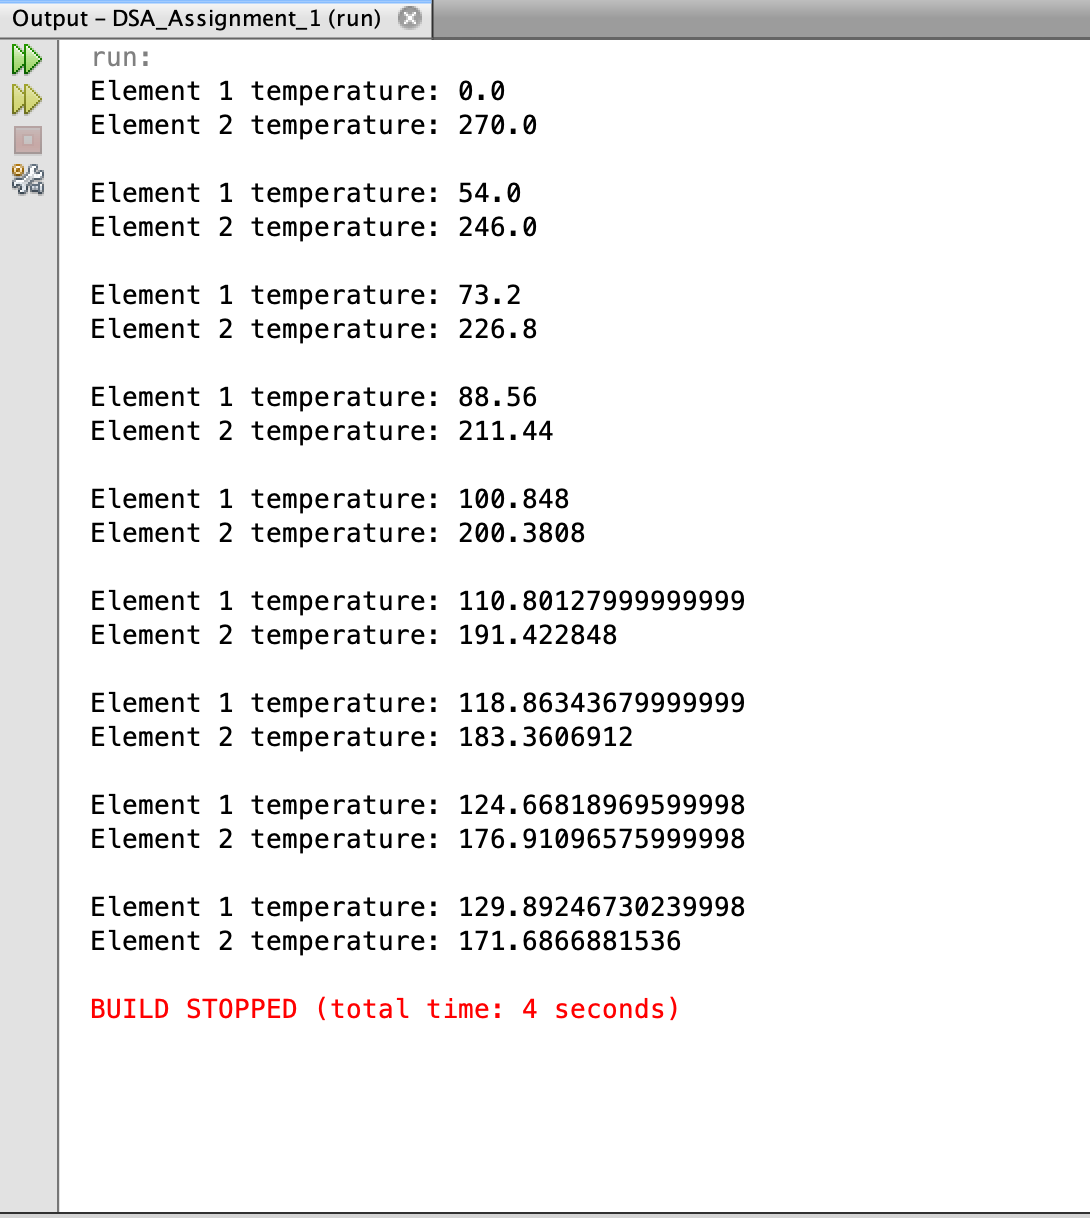 Output – DSA_Assignment_1 (run)
run:
Element 1 temperature: 0.0
Element 2 temperature: 270.0
Element 1 temperature: 54.0
Element 2 temperature: 246.0
Element 1 temperature: 73.2
Element 2 temperature: 226.8
Element 1 temperature: 88.56
Element 2 temperature: 211.44
Element 1 temperature: 100.848
Element 2 temperature: 200.3808
Element 1 temperature: 110.80127999999999
Element 2 temperature: 191.422848
Element 1 temperature: 118.86343679999999
Element 2 temperature: 183.3606912
Element 1 temperature: 124.66818969599998
Element 2 temperature: 176.91096575999998
Element 1 temperature: 129.89246730239998
Element 2 temperature: 171.6866881536
BUILD STOPPED (total time: 4 seconds)